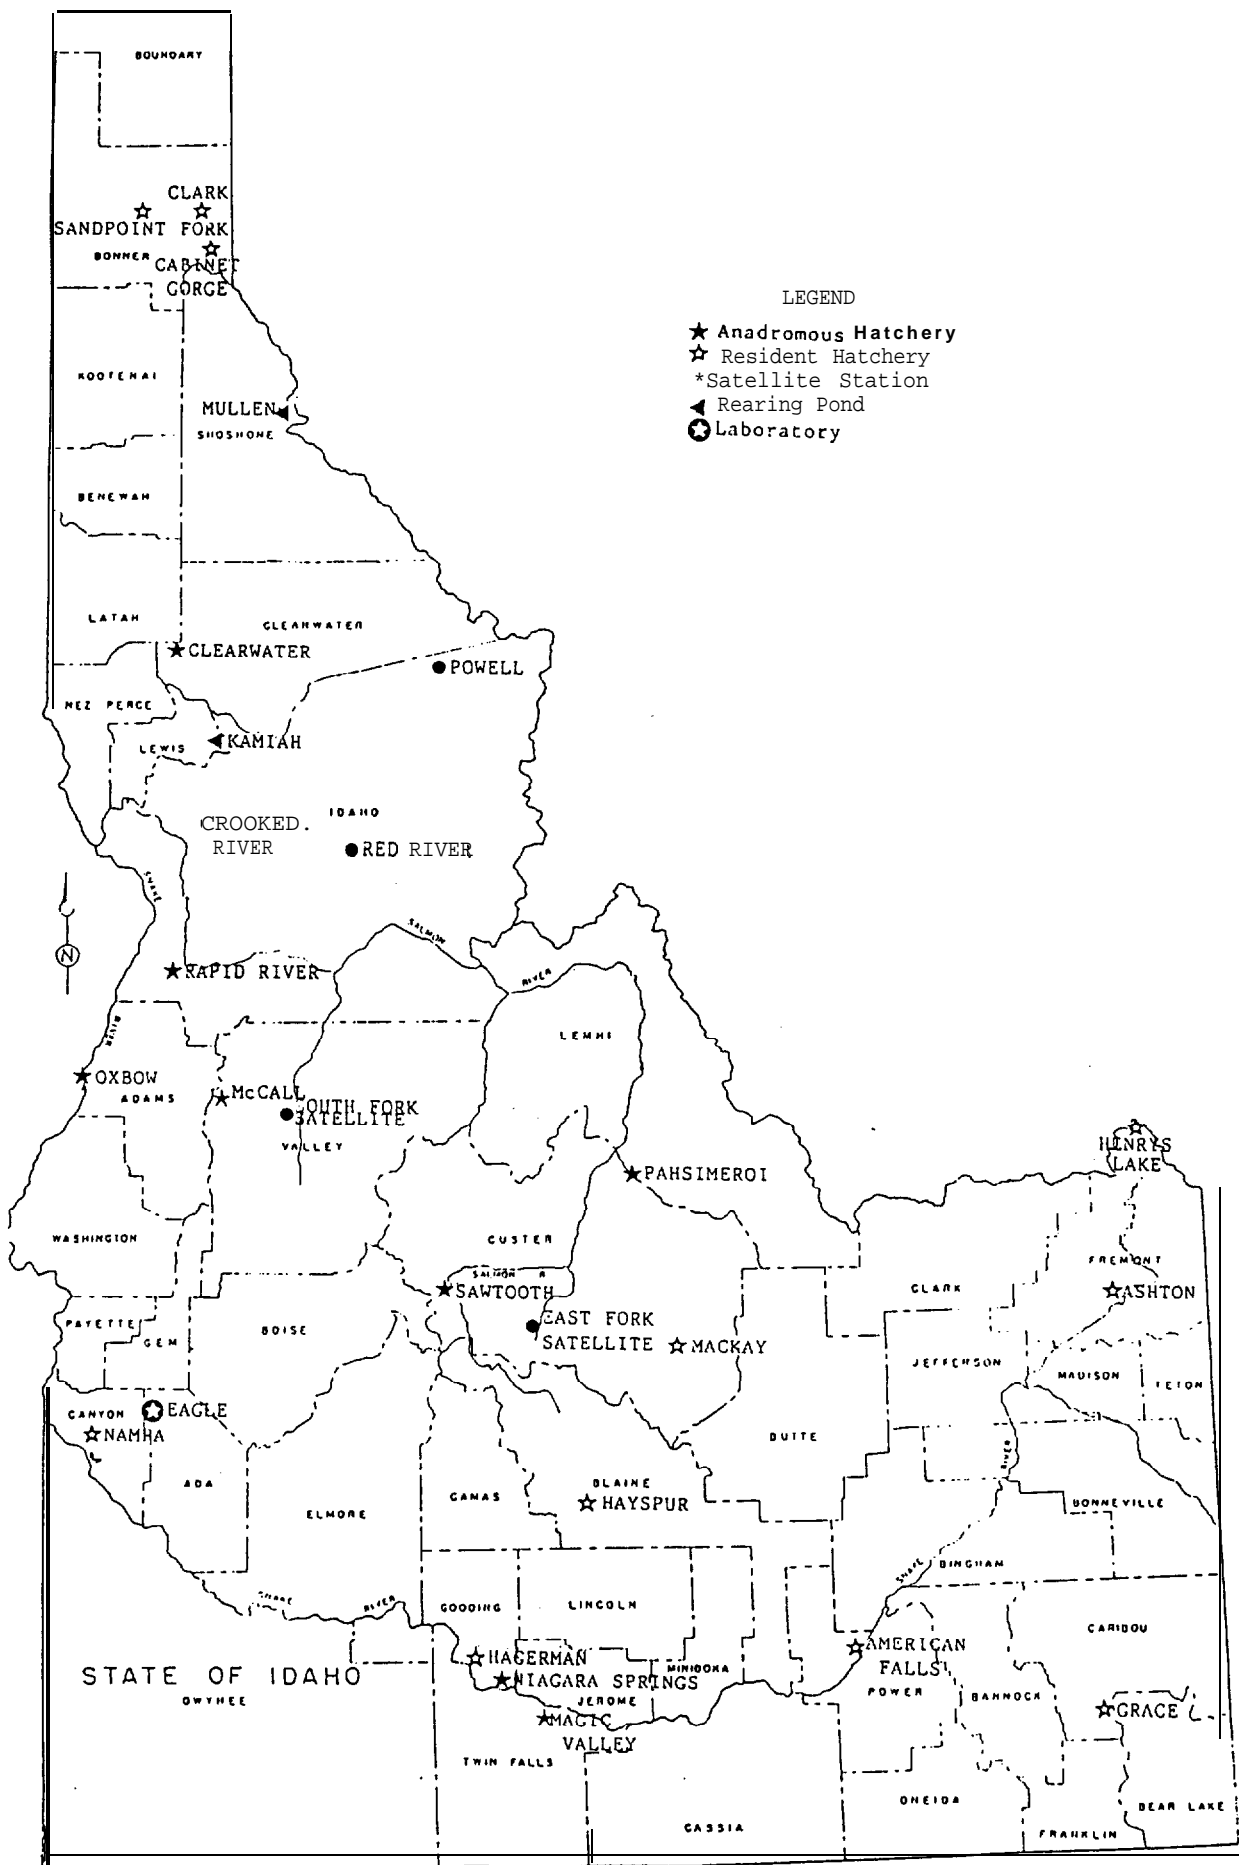 BOUNDARY
CLARK
SANDPOINT FORK
BONNER
CABINET
GORGE
LEGEND
Anadromous Hatchery
Resident Hatchery
*Satellite Station
Rearing Pond
Laboratory
KOOTENAI
MULLEN
SHOSHONE
BENEWAH
LATAH
CLEARWATER
CLEARWATER
POWELL
NEZ PERCE
LEWIS
KAMIAH
IDAHO
CROOKED.
RIVER
RED RIVER
SNAKE
SALMON
N
RAPID RIVER
RIVER
RIVER
LEMHI
OXBOW
ADAMS
McCALL
SOUTH FORK
SATELLITE
VALLEY
HENRYS
LAKE
PAHSIMEROI
WASHINGTON
CUSTER
FREMONT
SALMON R
SAWTOOTH
CLARK
ASHTON
PAYETTE
GEM
BOISE
EAST FORK
SATELLITE
MACKAY
JEFFERSON
MADISON
TETON
CANYON
EAGLE
NAMPA
BUTTE
RIVER
ADA
ELMORE
CAMAS
BLAINE
HAYSPUR
BONNEVILLE
SNAKE
BINGHAM
SNAKE
RIVER
GOODING
LINCOLN
CARIBOU
HAGERMAN
AMERICAN
FALLS
STATE OF IDAHO
OWYHEE
NIAGARA SPRINGS
MINIDOKA
JEROME
POWER
BANNOCK
GRACE
MAGIC
VALLEY
TWIN FALLS
ONEIDA
BEAR LAKE
CASSIA
FRANKLIN